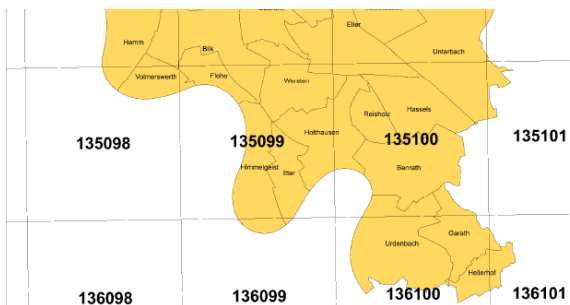 Eller
Hamm
Bilk
Unterbach
Volmerswerth
Flehe
Wersten
Hassels
Reisholz
Holthausen
135098
135099
135100
135101
Himmelgeist
Itter
Benrath
Garath
Urdenbach
Hellerhof
136098
136099
136100
136101